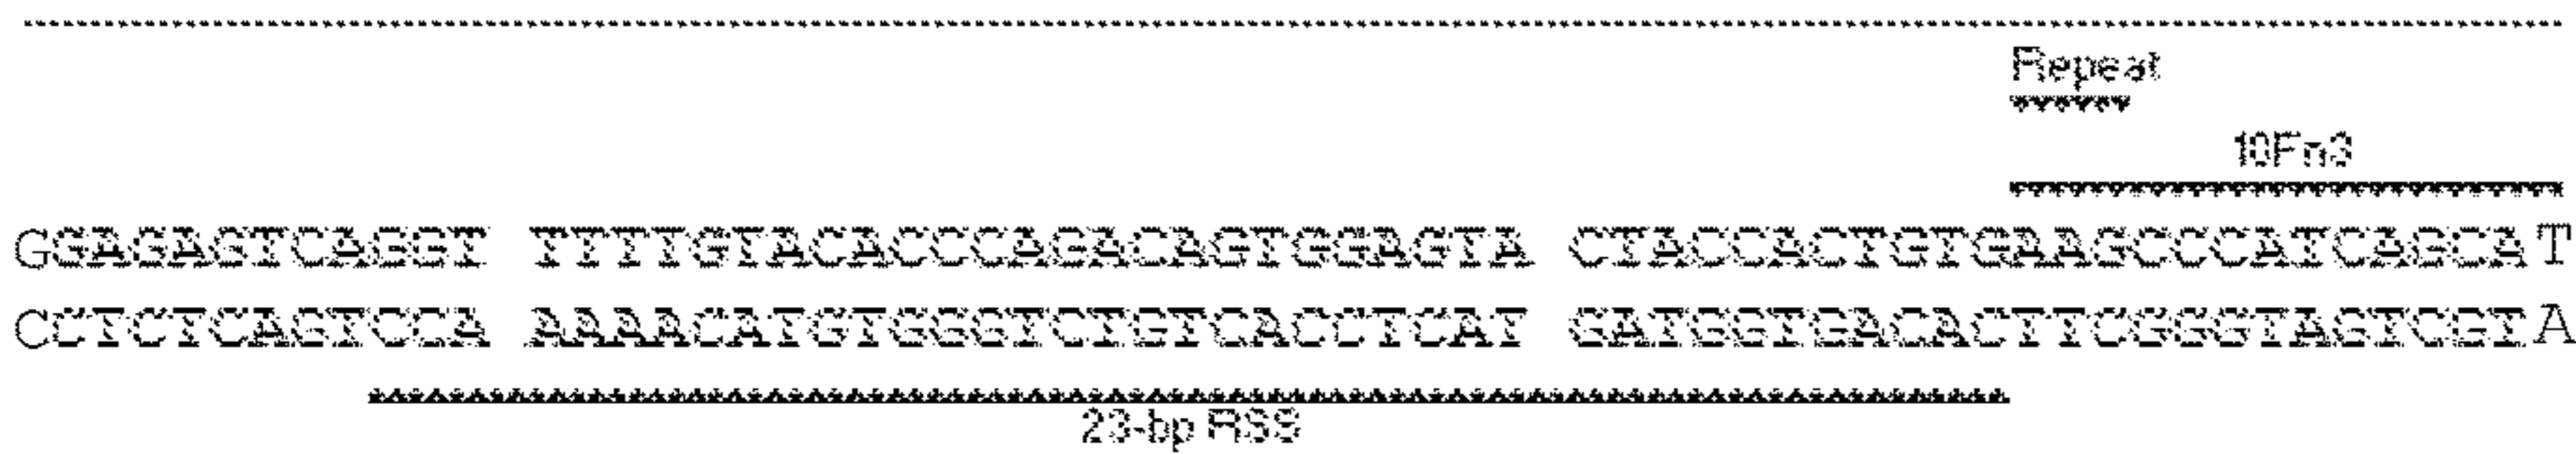 Repeat
10Fn3
GGAGAGTCAGGT TTTTGTACACCCAGACAGTGGAGTA CTACCACTGTGAAGCCCATCAGCAT
CCTCTCAGTCCA AAAACATGTGGGTCTGTCACCTCAT GATGGTGACACTTCGGGTAGTCGTA
23-bp RSS